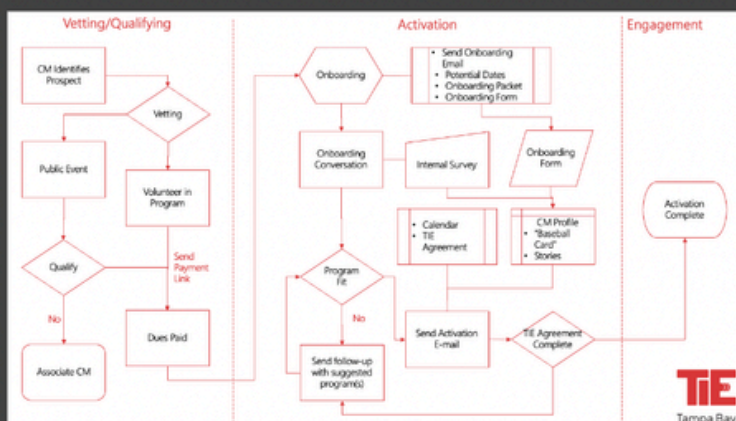 Vetting/Qualifying
Activation
Engagement
CM Identifies
Prospect
Vetting
Public Event
Volunteer in
Program
Qualify
Send
Payment
Link
No
Dues Paid
Associate CM
Onboarding
• Send Onboarding
Email
• Potential Dates
• Onboarding Packet
• Onboarding Form
Onboarding
Conversation
Internal Survey
Onboarding
Form
• Calendar
• TIE
Agreement
CM Profile
• "Baseball
Card"
• Stories
Program
Fit
No
Send Activation
E-mail
TIE Agreement
Complete
Send follow-up
with suggested
program(s)
Activation
Complete
TiE
Tampa Bay